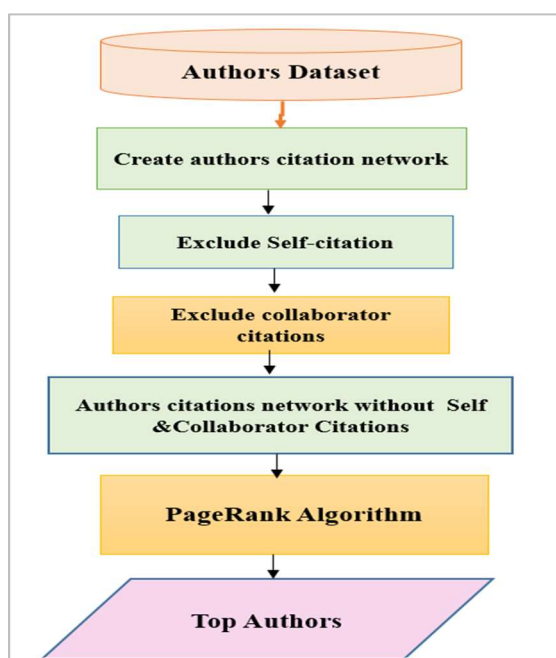 Authors Dataset
Create authors citation network
Exclude Self-citation
Exclude collaborator
citations
Authors citations network without Self
&Collaborator Citations
PageRank Algorithm
Top Authors